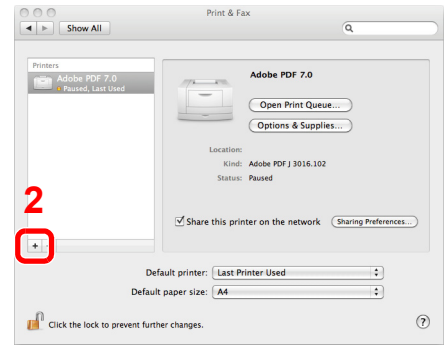 Print & Fax
Show All
Printers
Adobe PDF 7.0
Paused, Last Used
Adobe PDF 7.0
Open Print Queue...
Options & Supplies...
Location:
Kind: Adobe PDF J 3016.102
Status: Paused
2
Share this printer on the network Sharing Preferences...
+ -
Default printer: Last Printer Used
Default paper size: A4
Click the lock to prevent further changes. ?